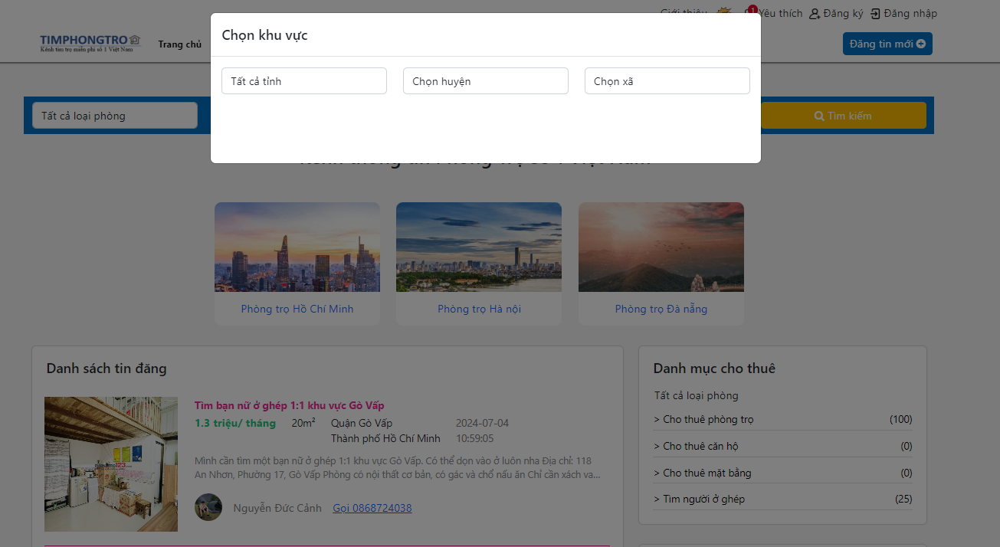 Giới thiệu
1
Yêu thích
Đăng ký
Đăng nhập
TIMPHONGTRO
Kênh tìm trọ miễn phí số 1 Việt Nam
Trang chủ
Đăng tin mới
Chọn khu vực
Tất cả tỉnh
Chọn huyện
Chọn xã
Tất cả loại phòng
Tìm kiếm
Phòng trọ Hồ Chí Minh
Phòng trọ Hà nội
Phòng trọ Đà nẵng
Danh sách tin đăng
Tìm bạn nữ ở ghép 1:1 khu vực Gò Vấp
1.3 triệu/ tháng 20m² Quận Gò Vấp 2024-07-04
Thành phố Hồ Chí Minh 10:59:05
Mình cần tìm một bạn nữ ở ghép 1:1 khu vực Gò Vấp. Có thể dọn vào ở luôn nha Địa chỉ: 118
An Nhơn, Phường 17, Gò Vấp Phòng có nội thất cơ bản, có gác và chổ nấu ăn Chỉ cần xách va...
Nguyễn Đức Cảnh Gọi 0868724038
Danh mục cho thuê
Tất cả loại phòng
> Cho thuê phòng trọ (100)
> Cho thuê căn hộ (0)
> Cho thuê mặt bằng (0)
> Tìm người ở ghép (25)